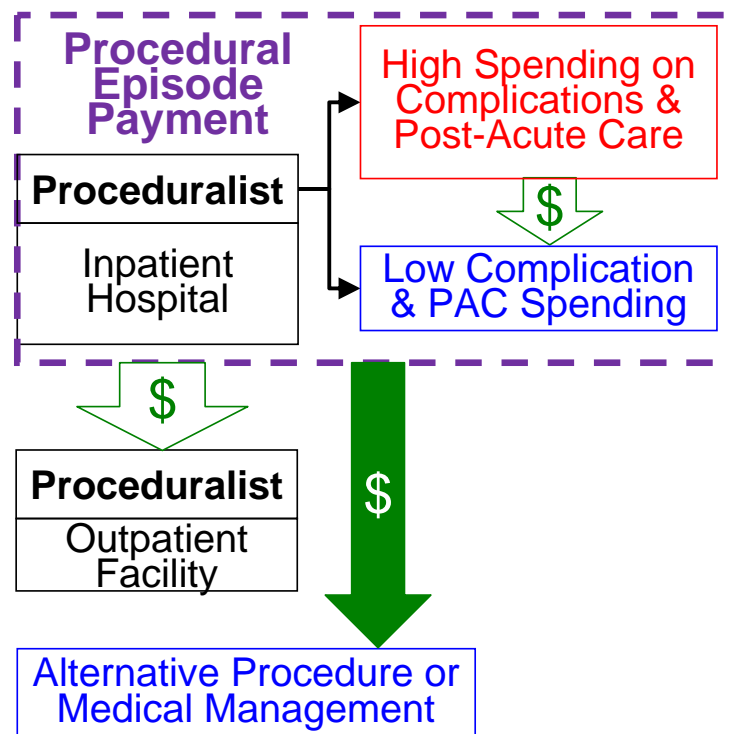 Procedural
Episode
Payment
High Spending on
Complications &
Post-Acute Care
Proceduralist
$
Inpatient
Hospital
Low Complication
& PAC Spending
$
Proceduralist
$
Outpatient
Facility
Alternative Procedure or
Medical Management